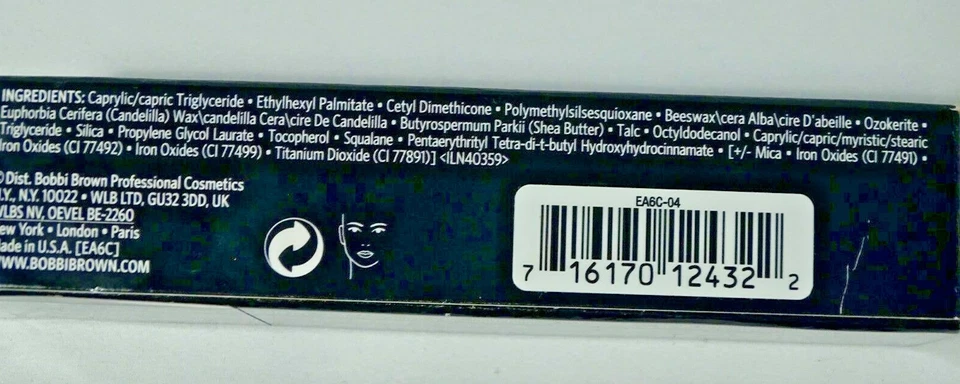 INGREDIENTS: Caprylic/capric Triglyceride • Ethylhexyl Palmitate • Cetyl Dimethicone • Polymethylsilsesquioxane • Beeswax\cera Alba\cire D'abeille • Ozokerite •
Euphorbia Cerifera (Candelilla) Wax\candelilla Cera\cire De Candelilla • Butyrospermum Parkii (Shea Butter) • Talc • Octyldodecanol • Caprylic/capric/myristic/stearic
Triglyceride • Silica • Propylene Glycol Laurate • Tocopherol • Squalane • Pentaerythrityl Tetra-di-t-butyl Hydroxyhydrocinnamate • [+/- Mica • Iron Oxides (CI 77491) •
Iron Oxides (CI 77492) • Iron Oxides (CI 77499) • Titanium Dioxide (CI 77891)] <ILN40359>
©Dist. Bobbi Brown Professional Cosmetics
.Y., N.Y. 10022 • WLB LTD, GU32 3DD, UK
WLBS NV, OEVEL BE-2260
New York • London • Paris
Made in U.S.A. [EA6C]
WWW.BOBBIBROWN.COM
EA6C-04
7 16170 12432 2